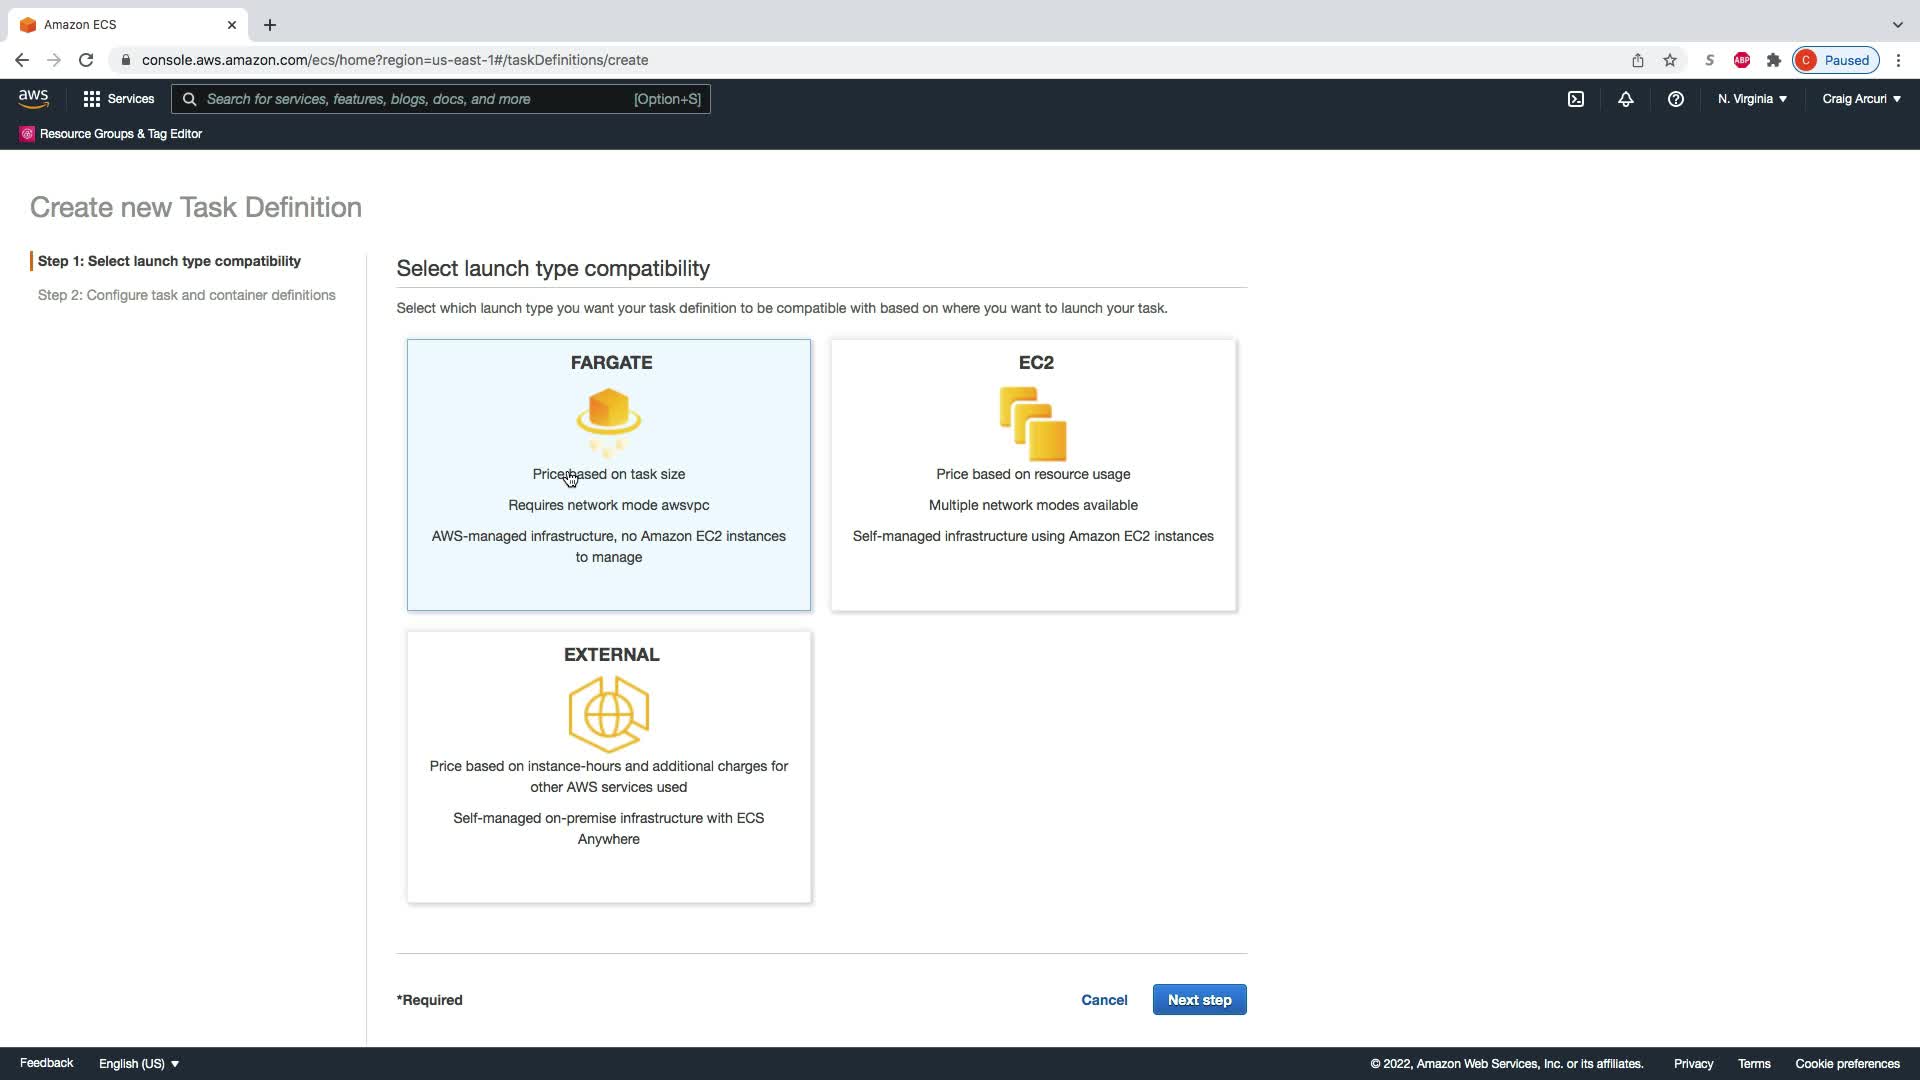 Amazon ECS
console.aws.amazon.com/ecs/home?region=us-east-1#/taskDefinitions/create
S
ABP
C
Paused
aws
Services
Search for services, features, blogs, docs, and more
[Option+S]
N. Virginia
Craig Arcuri
Resource Groups & Tag Editor
Create new Task Definition
Step 1: Select launch type compatibility
Step 2: Configure task and container definitions
Select launch type compatibility
Select which launch type you want your task definition to be compatible with based on where you want to launch your task.
FARGATE
Price based on task size
Requires network mode awsvpc
AWS-managed infrastructure, no Amazon EC2 instances
to manage
EC2
Price based on resource usage
Multiple network modes available
Self-managed infrastructure using Amazon EC2 instances
EXTERNAL
Price based on instance-hours and additional charges for
other AWS services used
Self-managed on-premise infrastructure with ECS
Anywhere
*Required
Cancel
Next step
Feedback
English (US)
© 2022, Amazon Web Services, Inc. or its affiliates.
Privacy
Terms
Cookie preferences